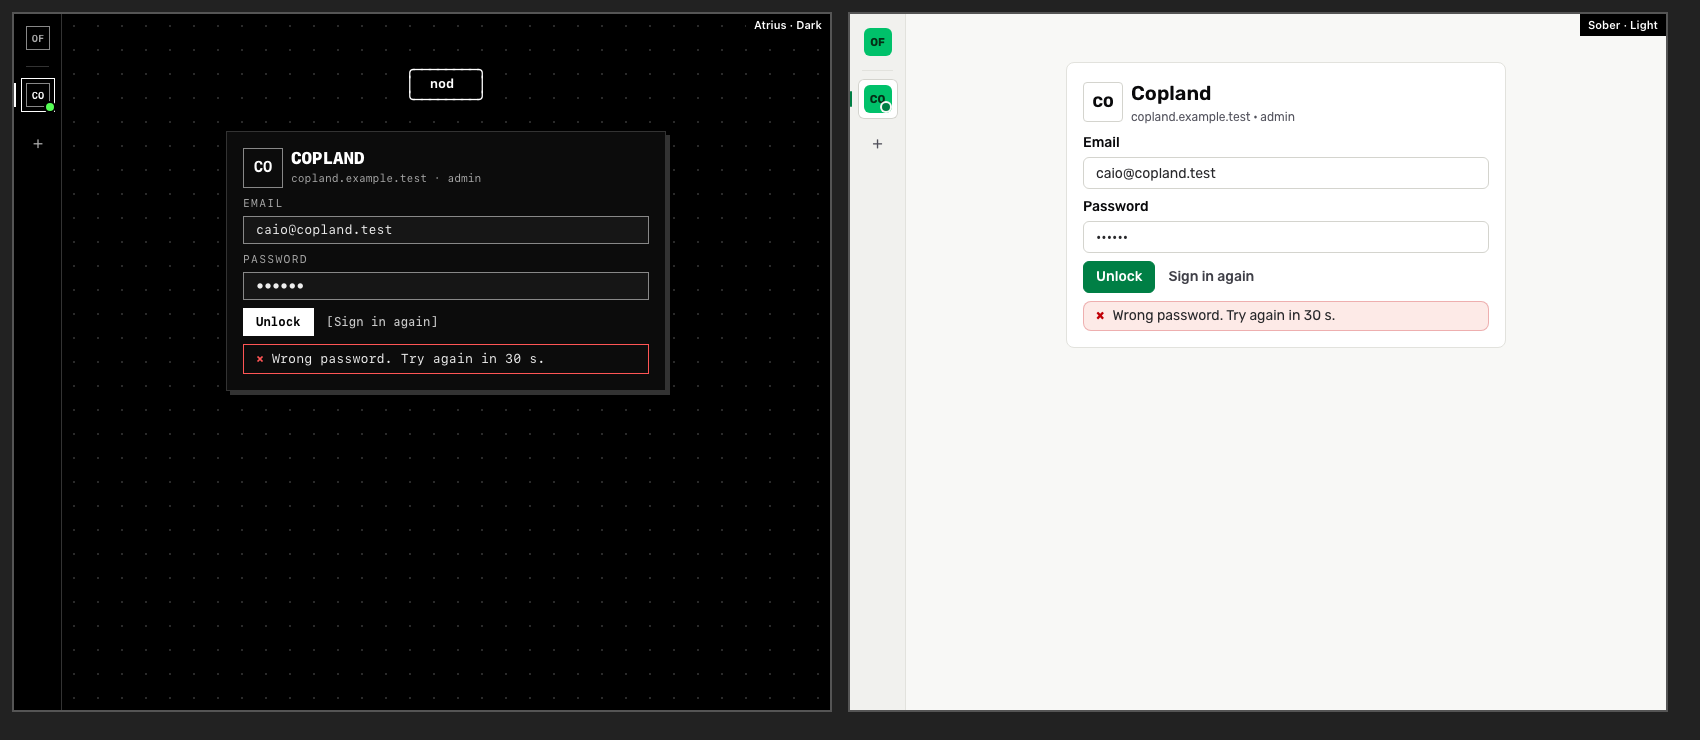 OF
CO
+
Atrius · Dark
nod
CO
COPLAND
copland.example.test · admin
EMAIL
caio@copland.test
PASSWORD
●●●●●●
Unlock
[Sign in again]
× Wrong password. Try again in 30 s.
OF
CO
+
Sober · Light
CO
Copland
copland.example.test • admin
Email
caio@copland.test
Password
••••••
Unlock
Sign in again
✖ Wrong password. Try again in 30 s.